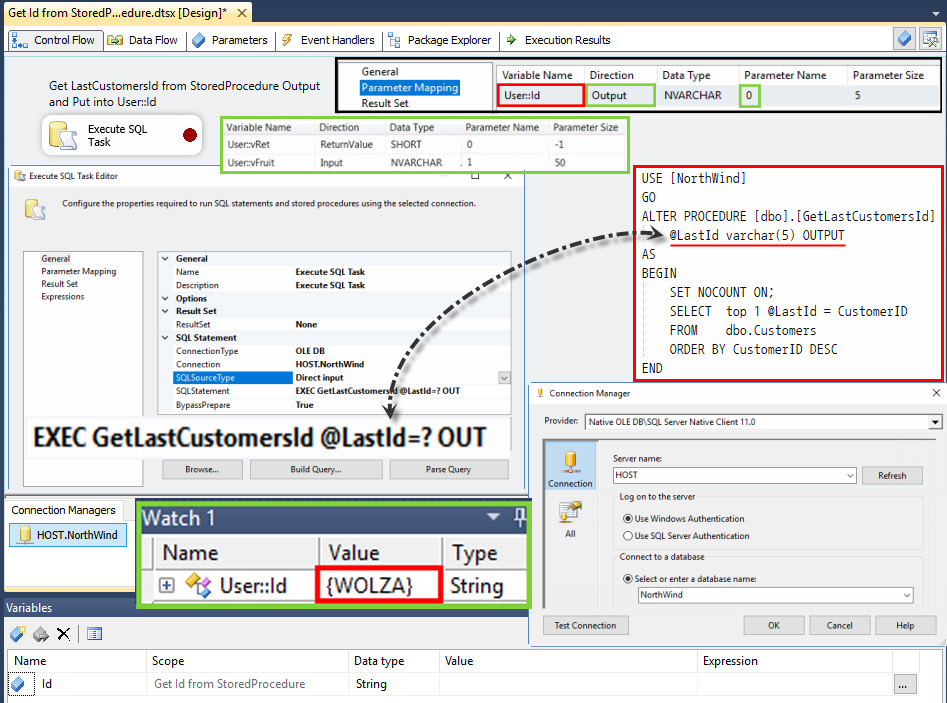 Get Id from StoredP...edure.dtsx [Design]*
Control Flow
Data Flow
Parameters
Event Handlers
Package Explorer
Execution Results
Get LastCustomersId from StoredProcedure Output
and Put into User::Id
Execute SQL
Task
General
Parameter Mapping
Result Set
Variable Name Direction Data Type Parameter Name Parameter Size
User::Id Output NVARCHAR 0 5
Variable Name Direction Data Type Parameter Name Parameter Size
User::vRet ReturnValue SHORT 0 -1
User::vFruit Input NVARCHAR 1 50
Execute SQL Task Editor
Configure the properties required to run SQL statements and stored procedures using the selected connection.
General
Parameter Mapping
Result Set
Expressions
General
Name Execute SQL Task
Description Execute SQL Task
Options
Result Set
ResultSet None
SQL Statement
ConnectionType OLE DB
Connection HOST.NorthWind
SQLSourceType Direct input
SQLStatement EXEC GetLastCustomersId @LastId=? OUT
BypassPrepare True
EXEC GetLastCustomersId @LastId=? OUT
Browse...
Build Query...
Parse Query
USE [NorthWind]
GO
ALTER PROCEDURE [dbo].[GetLastCustomersId]
@LastId varchar(5) OUTPUT
AS
BEGIN
SET NOCOUNT ON;
SELECT top 1 @LastId = CustomerID
FROM dbo.Customers
ORDER BY CustomerID DESC
END
Connection Manager
Provider: Native OLE DB\SQL Server Native Client 11.0
Connection
All
Server name:
HOST
Refresh
Log on to the server
Use Windows Authentication
Use SQL Server Authentication
Connect to a database
Select or enter a database name:
NorthWind
Test Connection
OK
Cancel
Help
Connection Managers
HOST.NorthWind
Watch 1
Name Value Type
User::Id {WOLZA} String
Variables
Name Scope Data type Value Expression
Id Get Id from StoredProcedure String ...